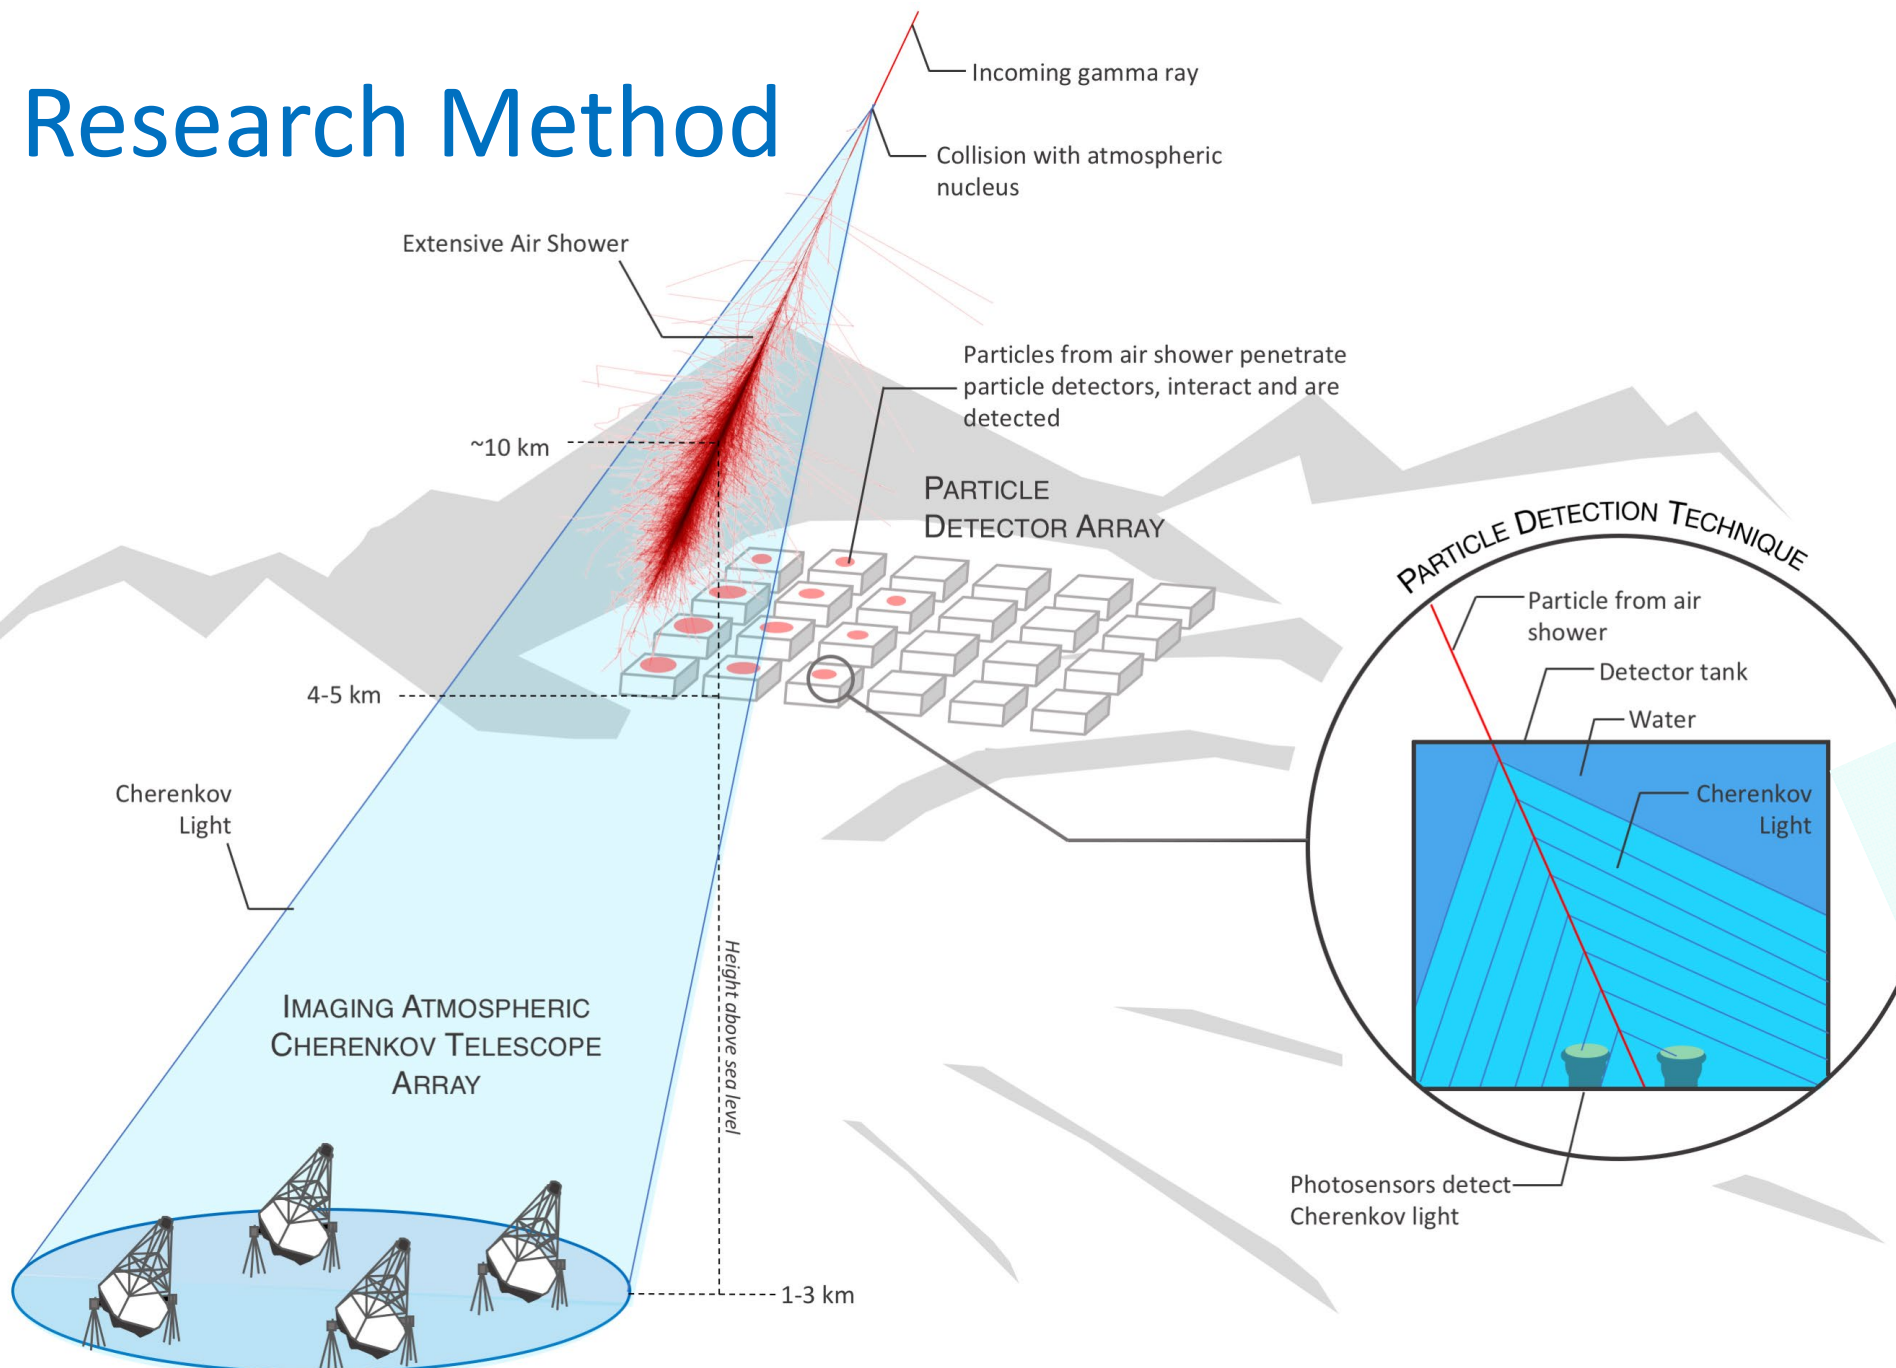 Research Method
Incoming gamma ray
Collision with atmospheric
nucleus
Extensive Air Shower
Particles from air shower penetrate
particle detectors, interact and are
detected
~10 km
PARTICLE
DETECTOR ARRAY
PARTICLE DETECTION TECHNIQUE
Particle from air
shower
Detector tank
Water
Cherenkov
Light
4-5 km
Cherenkov
Light
Height above sea level
IMAGING ATMOSPHERIC
CHERENKOV TELESCOPE
ARRAY
Photosensors detect
Cherenkov light
1-3 km